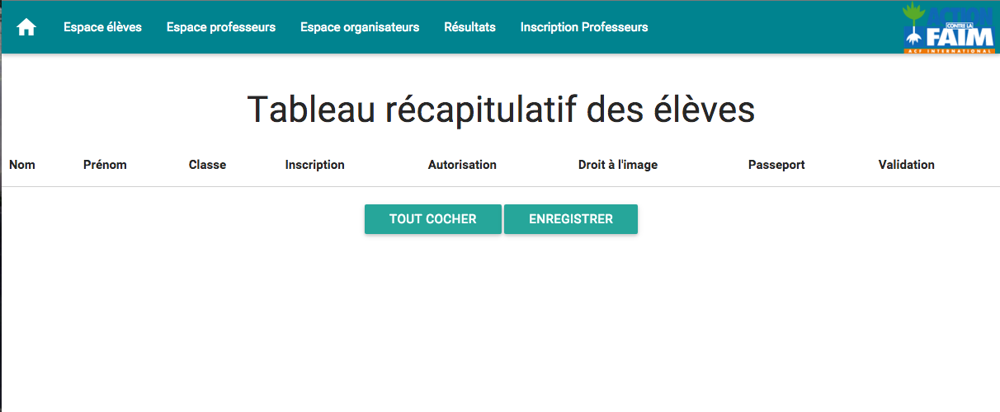 Espace élèves Espace professeurs Espace organisateurs Résultats Inscription Professeurs
ACTION
CONTRE LA
FAIM
ACF INTERNATIONAL
Tableau récapitulatif des élèves
Nom Prénom Classe Inscription Autorisation Droit à l'image Passeport Validation
TOUT COCHER ENREGISTRER